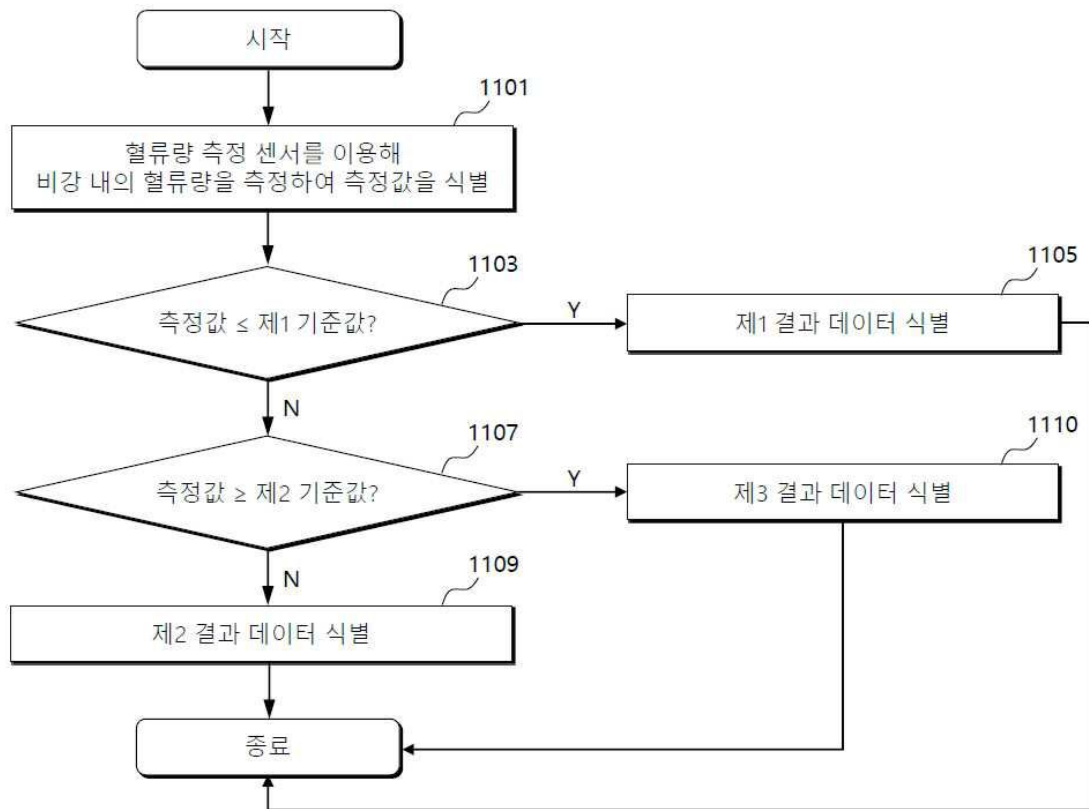 시작
1101
혈류량 측정 센서를 이용해
비강 내의 혈류량을 측정하여 측정값을 식별
1103
측정값 ≤ 제1 기준값?
Y
1105
제1 결과 데이터 식별
N
1107
측정값 ≥ 제2 기준값?
Y
1110
제3 결과 데이터 식별
N
1109
제2 결과 데이터 식별
종료